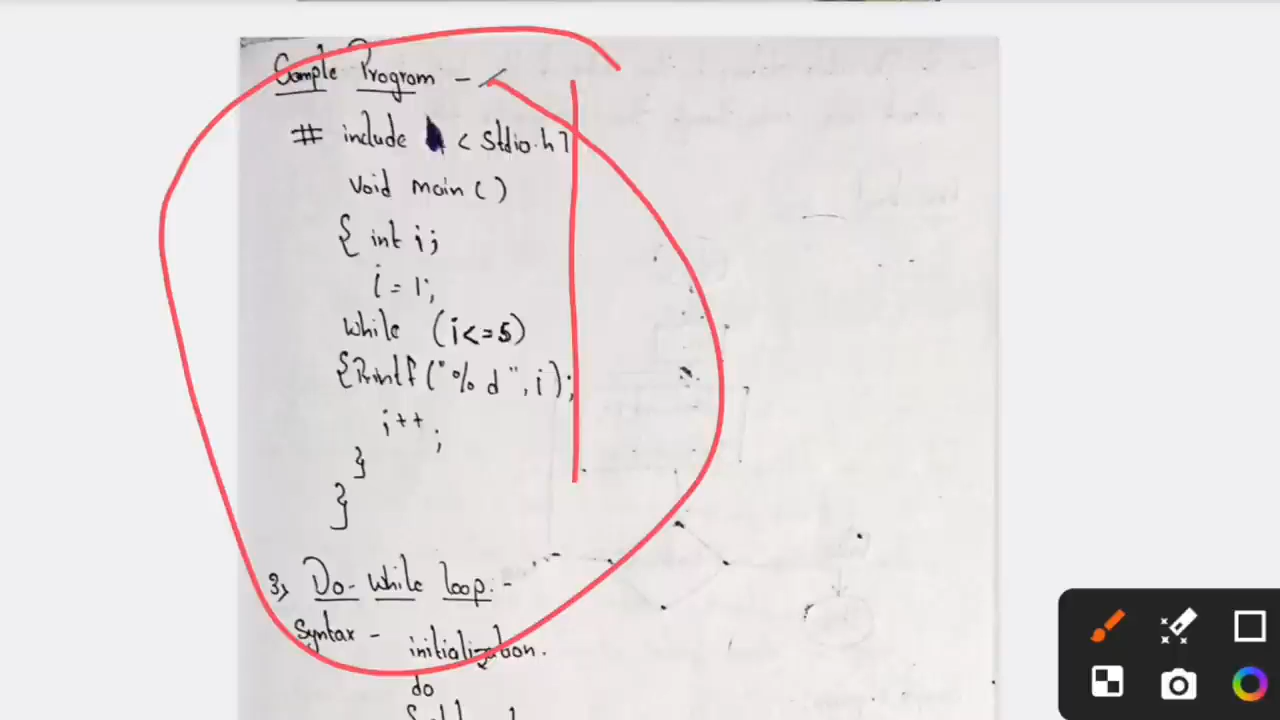 Sample Program -
# include <stdio.h>
void main()
{ int i;
i = 1;
while (i<=5)
{Printf("%d", i);
i++;
}
}
3, Do-while loop:-
Syntax - initialization.
do